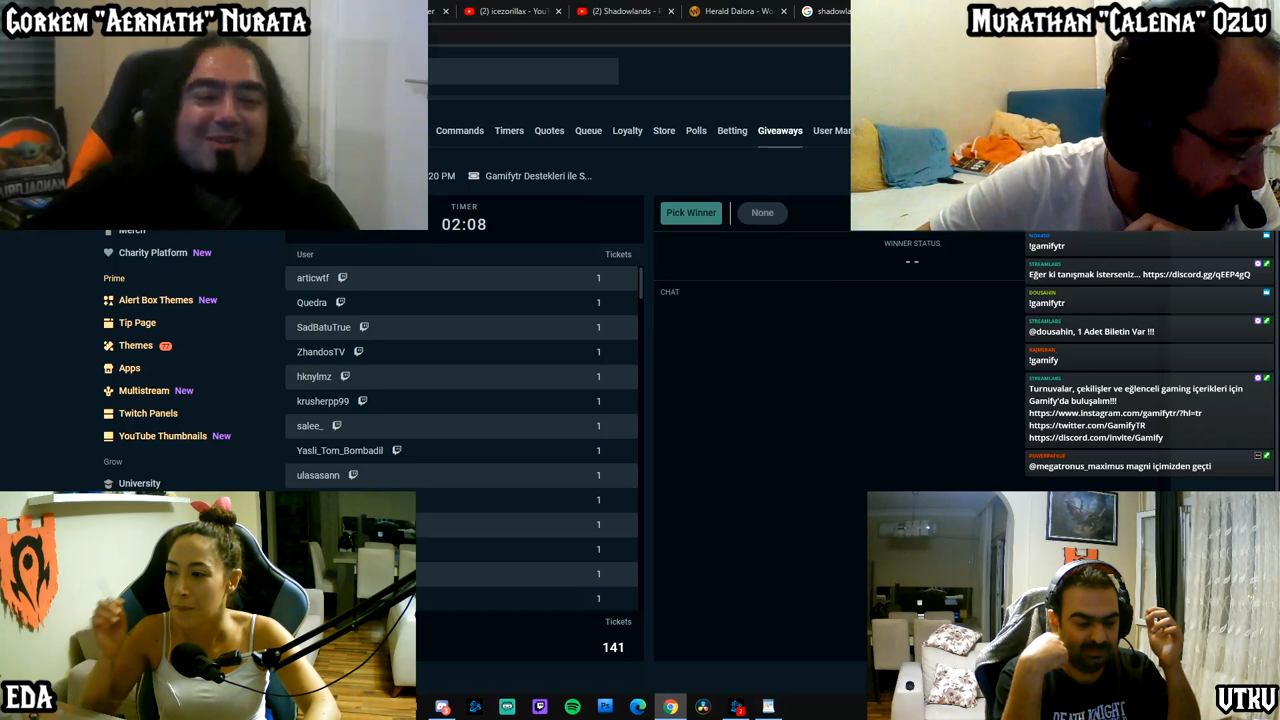 GORKEM "AERNATH" NURATA
MURATHAN "CALEINA" OZLU
(2) icezorillax - YouT
(2) Shadowlands - R
Herald Dalora - Wo
shadowla
Commands Timers Quotes Queue Loyalty Store Polls Betting Giveaways User Mar
20 PM Gamifytr Destekleri ile S...
TIMER
02:08
Pick Winner None
WINNER STATUS
--
CHAT
Merch
Charity Platform New
Prime
Alert Box Themes New
Tip Page
Themes 77
Apps
Multistream New
Twitch Panels
YouTube Thumbnails New
Grow
University
User Tickets
articwtf 1
Quedra 1
SadBatuTrue 1
ZhandosTV 1
hknylmz 1
krusherpp99 1
salee_ 1
Yasli_Tom_Bombadil 1
ulasasann 1
1
1
1
1
1
Tickets
141
!gamifytr
STREAMLABS
Eğer ki tanışmak isterseniz... https://discord.gg/qEEP4gQ
DOUSAHIN
!gamifytr
STREAMLABS
@dousahin, 1 Adet Biletin Var !!!
!gamify
STREAMLABS
Turnuvalar, çekilişler ve eğlenceli gaming içerikleri için
Gamify'da buluşalım!!!
https://www.instagram.com/gamifytr/?hl=tr
https://twitter.com/GamifyTR
https://discord.com/invite/Gamify
@megatronus_maximus magni içimizden geçti
MANDALORIAN
EDA
UTKU
DEATH KNIGHT